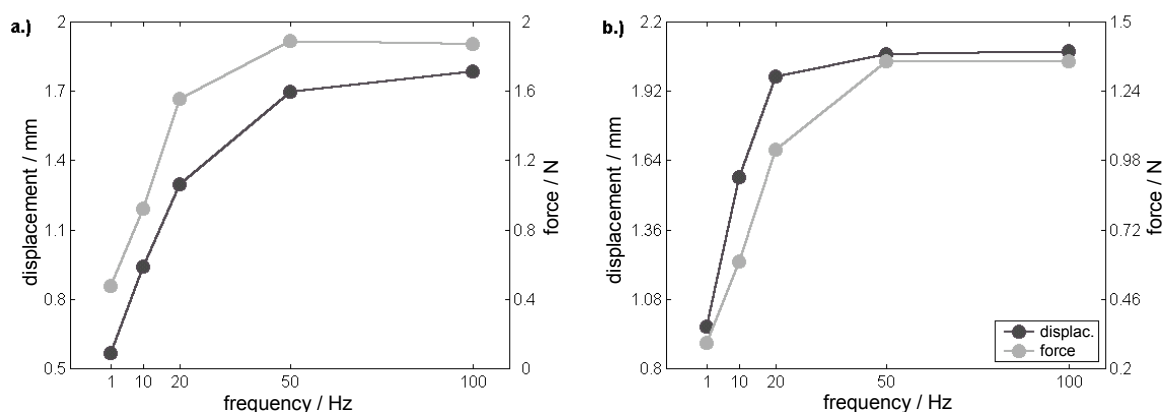 a.)
displacement / mm
2
1.7
1.4
1.1
0.8
0.5
1 10 20 50 100
frequency / Hz
2
1.6
1.2
0.8
0.4
0
force / N
b.)
displacement / mm
2.2
1.92
1.64
1.36
1.08
0.8
1 10 20 50 100
frequency / Hz
1.5
1.24
0.98
0.72
0.46
0.2
force / N
displac.
force